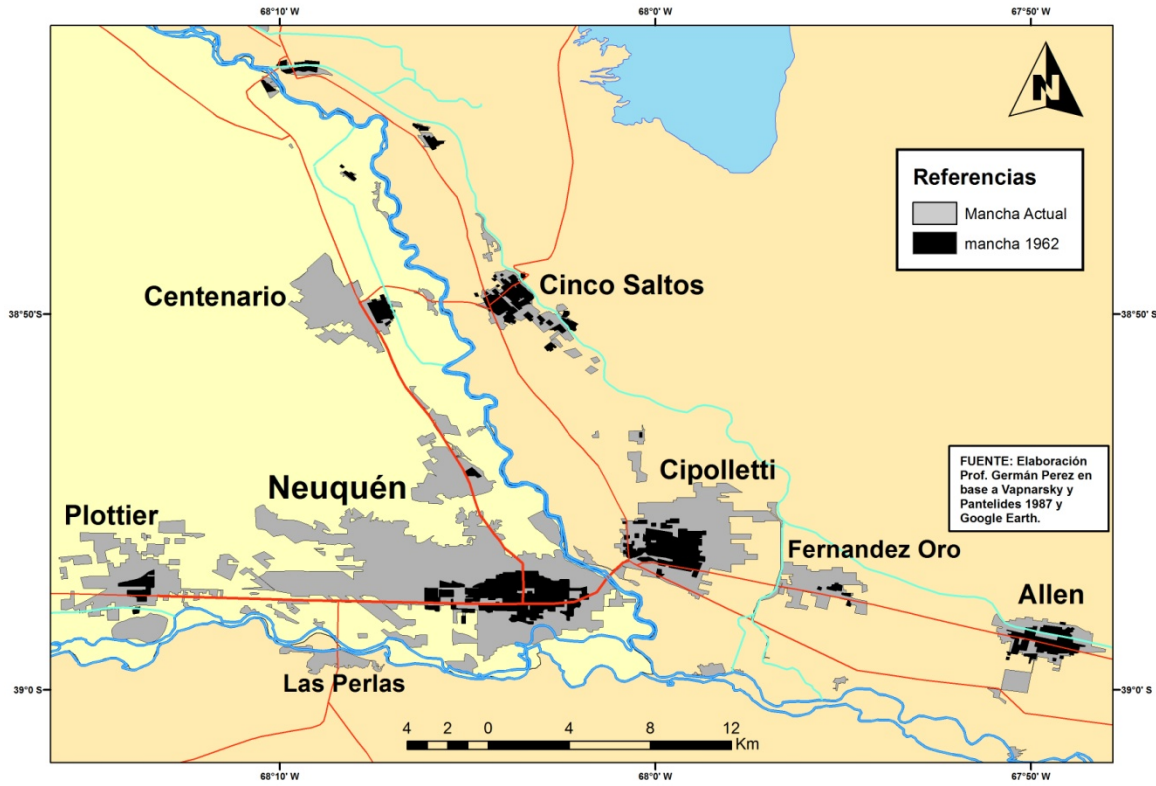 68°10' W
68°0' W
67°50' W
N
Referencias
Mancha Actual
mancha 1962
Centenario
Cinco Saltos
38°50'S
38°50' S
Neuquén
Cipolletti
FUENTE: Elaboración
Prof. Germán Perez en
base a Vapnarsky y
Pantelides 1987 y
Google Earth.
Plottier
Fernandez Oro
Allen
Las Perlas
39°0 S
39°0 S
4 2 0 4 8 12
Km
68°10' W
68°0' W
67°50' W